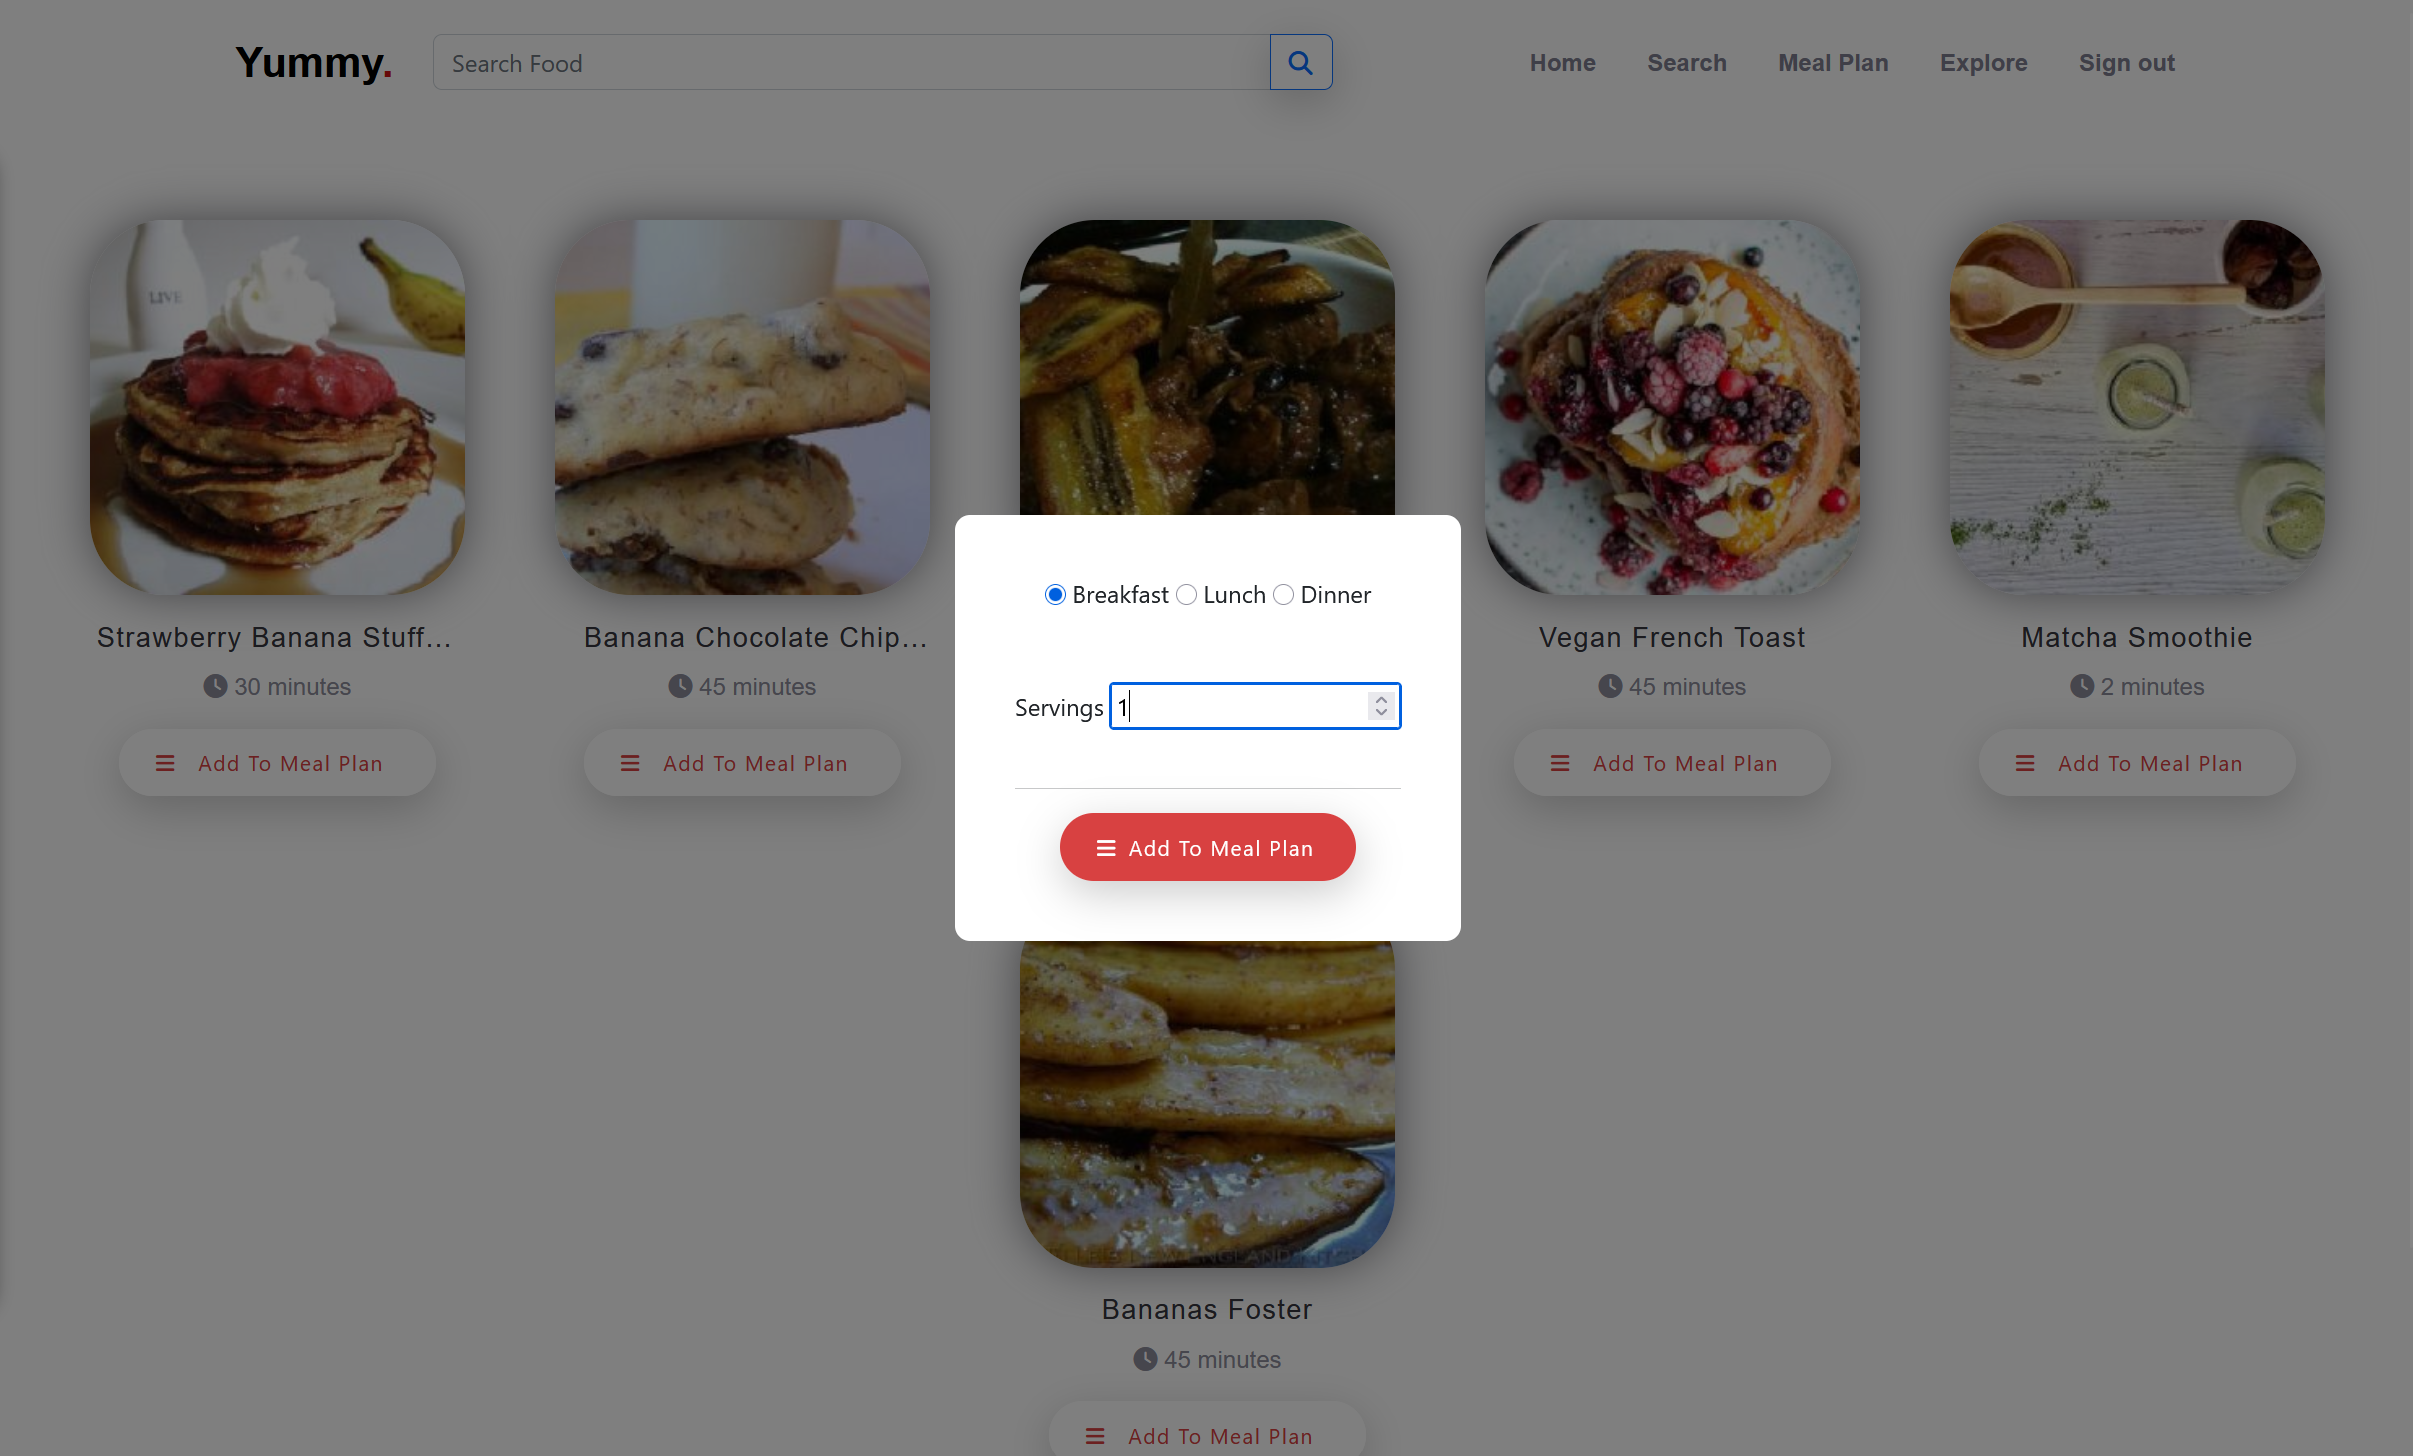 Yummy.
Search Food
Home
Search
Meal Plan
Explore
Sign out
LIVE
Strawberry Banana Stuff...
Banana Chocolate Chip...
Vegan French Toast
Matcha Smoothie
30 minutes
45 minutes
45 minutes
2 minutes
Add To Meal Plan
Add To Meal Plan
Add To Meal Plan
Add To Meal Plan
Breakfast Lunch Dinner
Servings 1
Add To Meal Plan
Bananas Foster
45 minutes
Add To Meal Plan